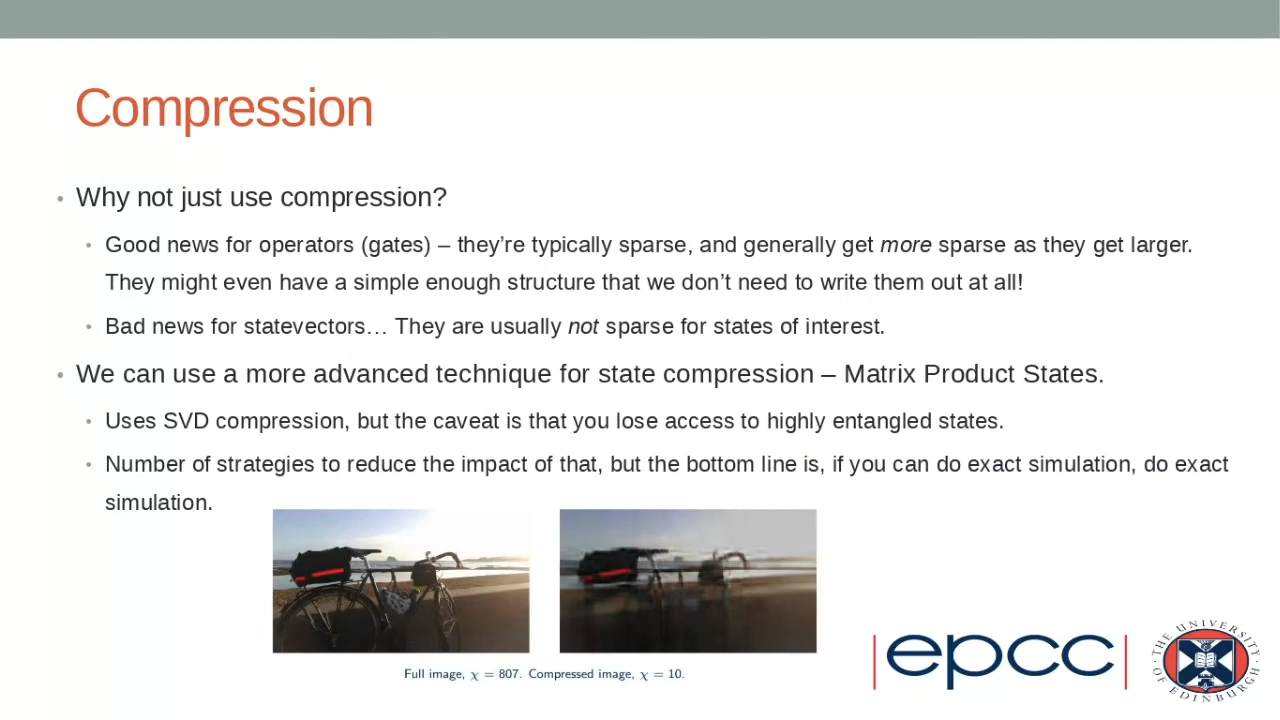 Compression
• Why not just use compression?
• Good news for operators (gates) – they’re typically sparse, and generally get more sparse as they get larger.
They might even have a simple enough structure that we don’t need to write them out at all!
• Bad news for statevectors… They are usually not sparse for states of interest.
• We can use a more advanced technique for state compression – Matrix Product States.
• Uses SVD compression, but the caveat is that you lose access to highly entangled states.
• Number of strategies to reduce the impact of that, but the bottom line is, if you can do exact simulation, do exact
simulation.
Full image, χ = 807. Compressed image, χ = 10.
epcc
THE UNIVERSITY
OF EDINBURGH